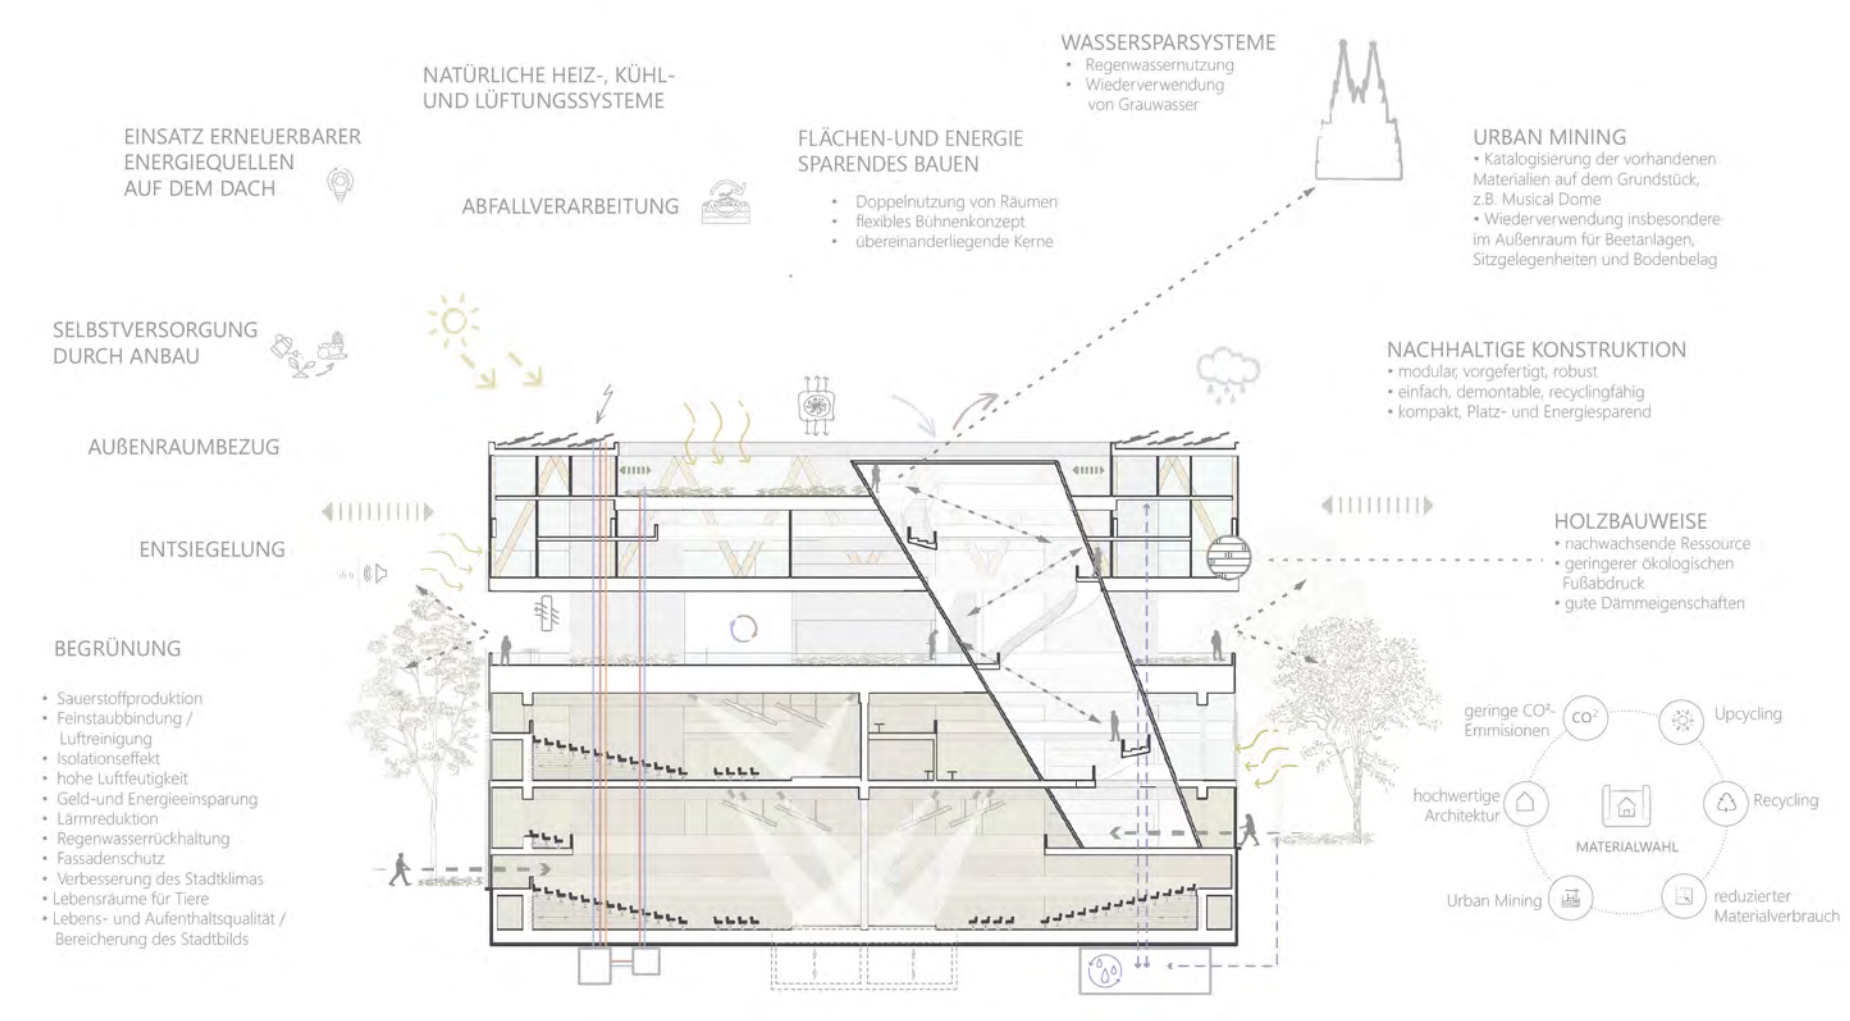 WASSERSPARSYSTEME
• Regenwassernutzung
• Wiederverwendung
von Grauwasser
NATÜRLICHE HEIZ-, KÜHL-
UND LÜFTUNGSSYSTEME
EINSATZ ERNEUERBARER
ENERGIEQUELLEN
AUF DEM DACH
FLÄCHEN-UND ENERGIE
SPARENDES BAUEN
• Doppelnutzung von Räumen
• flexibles Bühnenkonzept
• übereinanderliegende Kerne
URBAN MINING
• Katalogisierung der vorhandenen
Materialien auf dem Grundstück,
z.B. Musical Dome
• Wiederverwendung insbesondere
im Außenraum für Beetanlagen,
Sitzgelegenheiten und Bodenbelag
ABFALLVERARBEITUNG
SELBSTVERSORGUNG
DURCH ANBAU
NACHHALTIGE KONSTRUKTION
• modular, vorgefertigt, robust
• einfach, demontable, recyclingfähig
• kompakt, Platz- und Energiesparend
AUßENRAUMBEZUG
ENTSIEGELUNG
HOLZBAUWEISE
• nachwachsende Ressource
• geringerer ökologischen
Fußabdruck
• gute Dämmeigenschaften
BEGRÜNUNG
• Sauerstoffproduktion
• Feinstaubbindung /
Luftreinigung
• Isolationseffekt
• hohe Luftfeutigkeit
• Geld-und Energieeinsparung
• Lärmreduktion
• Regenwasserrückhaltung
• Fassadenschutz
• Verbesserung des Stadtklimas
• Lebensräume für Tiere
• Lebens- und Aufenthaltsqualität /
Bereicherung des Stadtbilds
geringe CO²-
Emmisionen
CO²
Upcycling
hochwertige
Architektur
Recycling
MATERIALWAHL
Urban Mining
reduzierter
Materialverbrauch